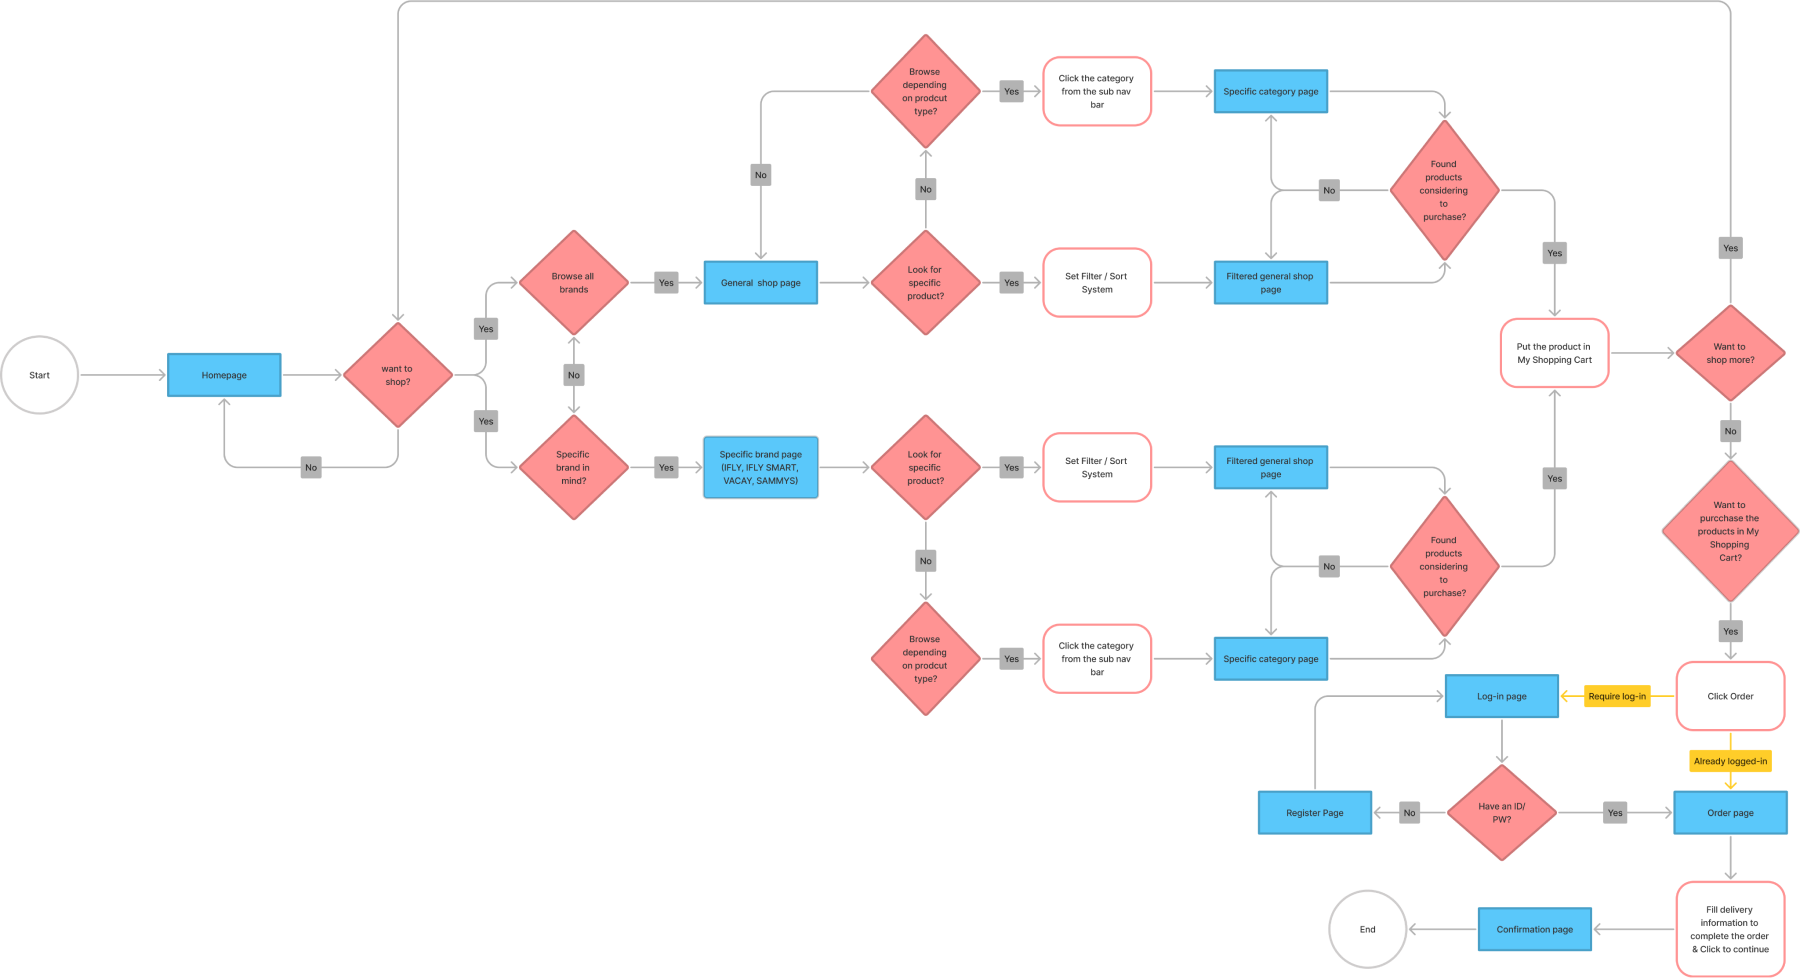 Browse
depending
on prodcut
type?
Yes
Click the category
from the sub nav
bar
Specific category page
No
No
Found
products
considering
to
purchase?
No
Yes
Yes
Browse all
brands
Yes
General shop page
Look for
specific
product?
Yes
Set Filter / Sort
System
Filtered general shop
page
Yes
Start
Homepage
want to
shop?
No
No
Yes
Put the product in
My Shopping Cart
Want to
shop more?
No
Specific
brand in
mind?
Yes
Specific brand page
(IFLY, IFLY SMART,
VACAY, SAMMYS)
Look for
specific
product?
Yes
Set Filter / Sort
System
Filtered general shop
page
Yes
No
No
Found
products
considering
to
purchase?
Want to
purcchase the
products in My
Shopping
Cart?
Yes
Browse
depending
on prodcut
type?
Yes
Click the category
from the sub nav
bar
Specific category page
Log-in page
Require log-in
Click Order
Already logged-in
Register Page
No
Have an ID/
PW?
Yes
Order page
End
Confirmation page
Fill delivery
information to
complete the order
& Click to continue